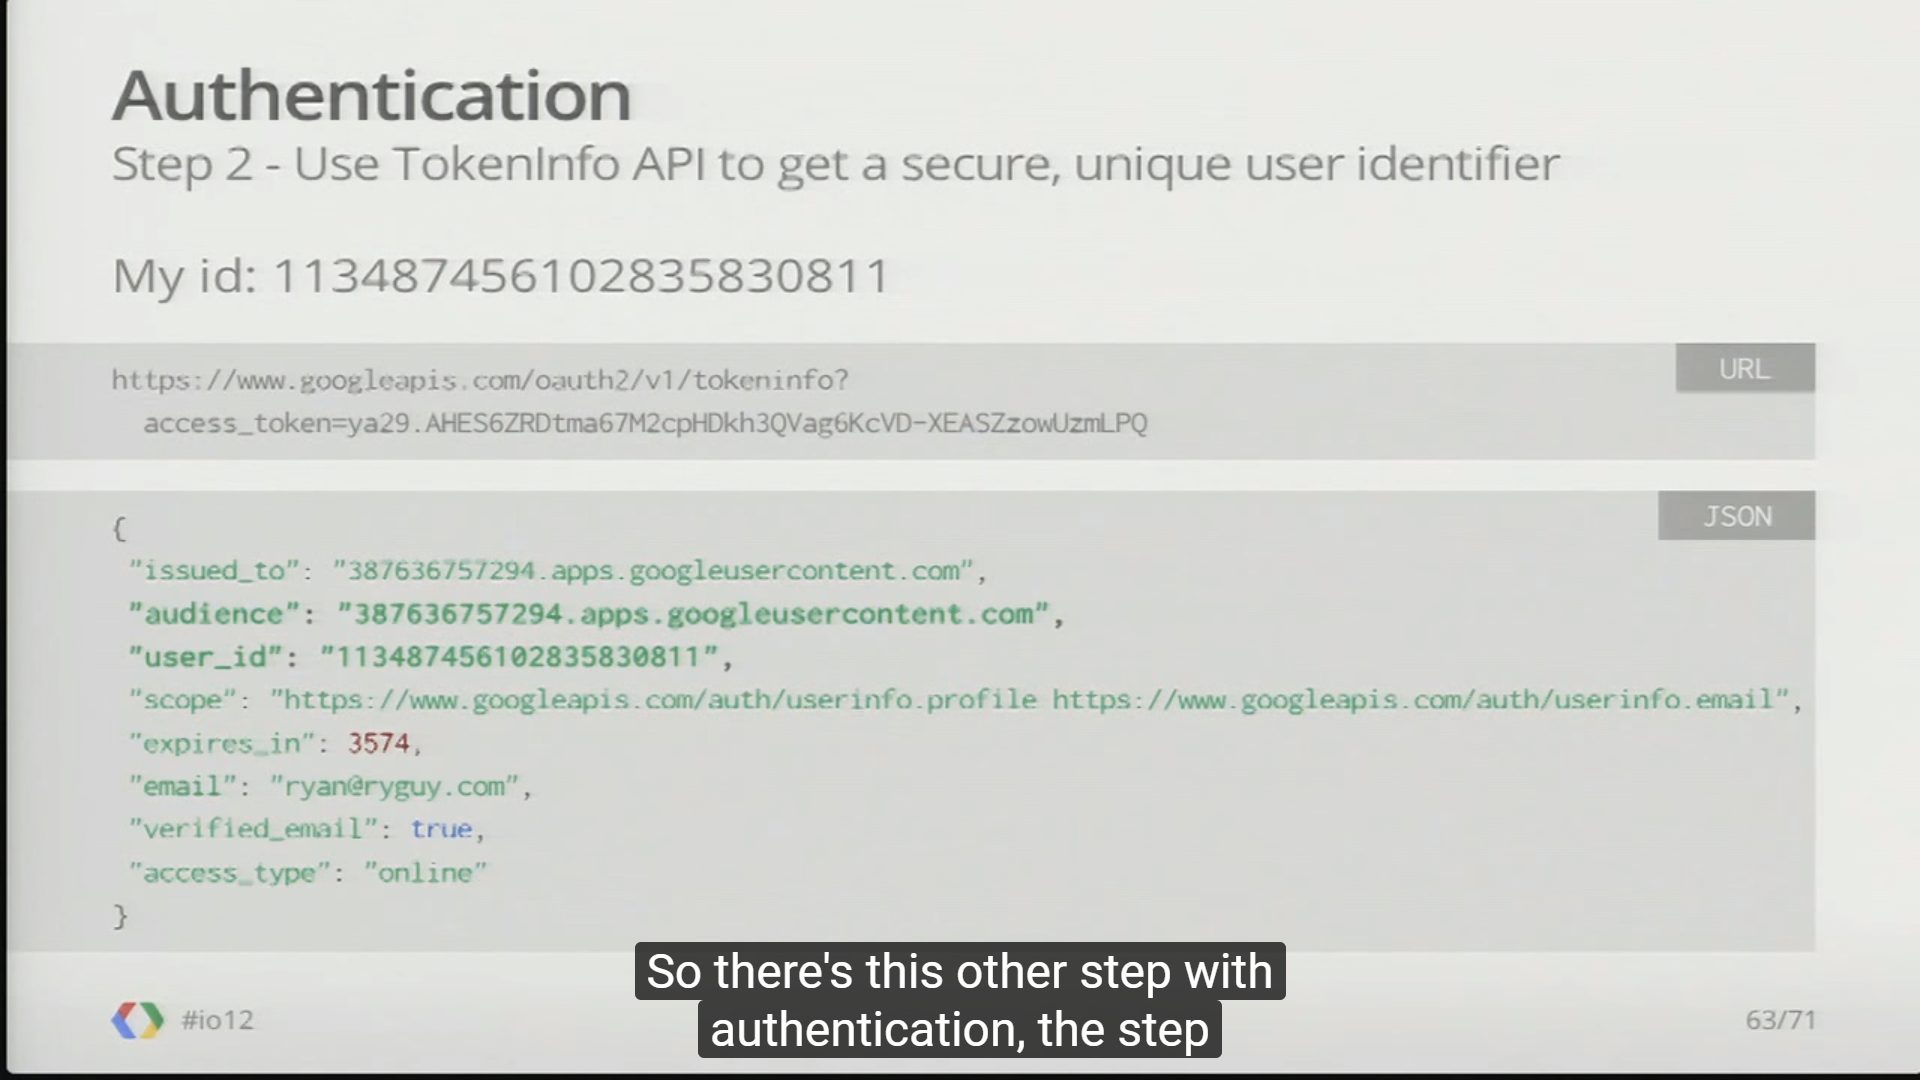 Authentication
Step 2 - Use TokenInfo API to get a secure, unique user identifier
My id: 113487456102835830811
URL
https://www.googleapis.com/oauth2/v1/tokeninfo?
access_token=ya29.AHES6ZRDtma67M2cpHDkh3QVag6KcVD-XEASZzowUzmLPQ
JSON
{
"issued_to": "387636757294.apps.googleusercontent.com",
"audience": "387636757294.apps.googleusercontent.com",
"user_id": "113487456102835830811",
"scope": "https://www.googleapis.com/auth/userinfo.profile https://www.googleapis.com/auth/userinfo.email",
"expires_in": 3574,
"email": "ryan@ryguy.com",
"verified_email": true,
"access_type": "online"
}
So there's this other step with
authentication, the step
#io12
63/71